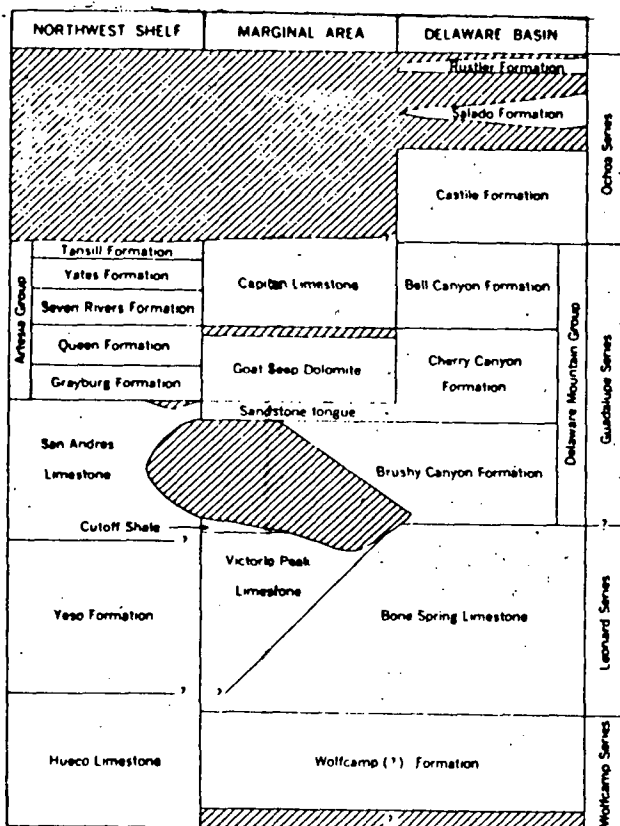 NORTHWEST SHELF
MARGINAL AREA
DELAWARE BASIN
Rustler Formation
Salado Formation
Castile Formation
Ochoa Series
Tansill Formation
Yates Formation
Seven Rivers Formation
Queen Formation
Grayburg Formation
Artesia Group
?
Capitan Limestone
Goat Seep Dolomite
Sandstone tongue
Bell Canyon Formation
Cherry Canyon
Formation
Brushy Canyon Formation
Delaware Mountain Group
Guadalupe Series
San Andres
Limestone
Cutoff Shale
?
?
Victorio Peak
Limestone
Yeso Formation
Bone Spring Limestone
Leonard Series
?
?
Hueco Limestone
Wolfcamp (?) Formation
?
Wolfcamp Series